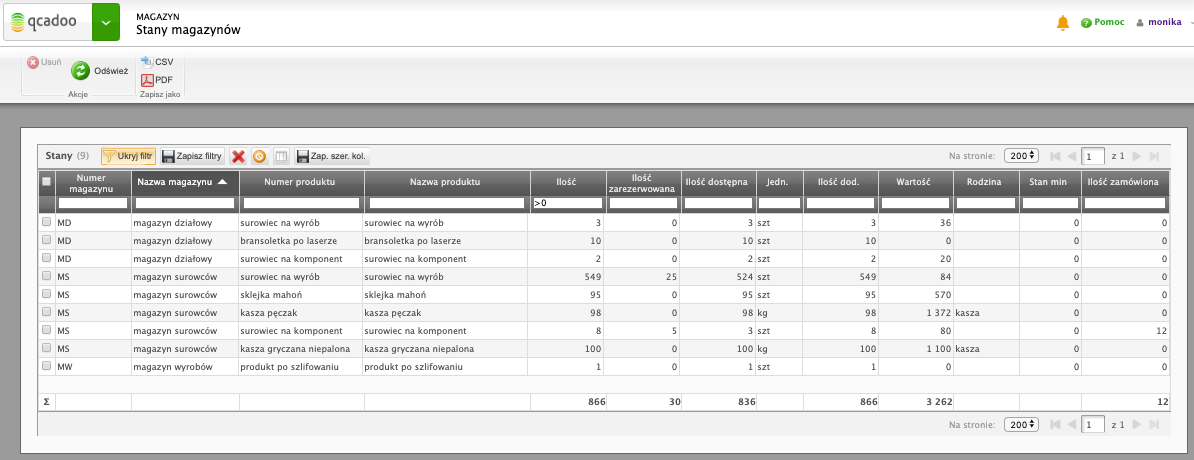 qcadoo
MAGAZYN
Stany magazynów
Pomoc
monika
Usuń
Odśwież
Akcje
CSV
PDF
Zapisz jako
Stany (9) Ukryj filtr Zapisz filtry Zap. szer. kol. Na stronie: 200 1 z 1
Numer magazynu Nazwa magazynu Numer produktu Nazwa produktu Ilość Ilość zarezerwowana Ilość dostępna Jedn. Ilość dod. Wartość Rodzina Stan min Ilość zamówiona
>0
MD magazyn działowy surowiec na wyrób surowiec na wyrób 3 0 3 szt 3 36 0 0
MD magazyn działowy bransoletka po laserze bransoletka po laserze 10 0 10 szt 10 0 0 0
MD magazyn działowy surowiec na komponent surowiec na komponent 2 0 2 szt 2 20 0 0
MS magazyn surowców surowiec na wyrób surowiec na wyrób 549 25 524 szt 549 84 0 0
MS magazyn surowców sklejka mahoń sklejka mahoń 95 0 95 szt 95 570 0 0
MS magazyn surowców kasza pęczak kasza pęczak 98 0 98 kg 98 1 372 kasza 0 0
MS magazyn surowców surowiec na komponent surowiec na komponent 8 5 3 szt 8 80 0 12
MS magazyn surowców kasza gryczana niepalona kasza gryczana niepalona 100 0 100 kg 100 1 100 kasza 0 0
MW magazyn wyrobów produkt po szlifowaniu produkt po szlifowaniu 1 0 1 szt 1 0 0 0
Σ 866 30 836 866 3 262 12
Na stronie: 200 1 z 1